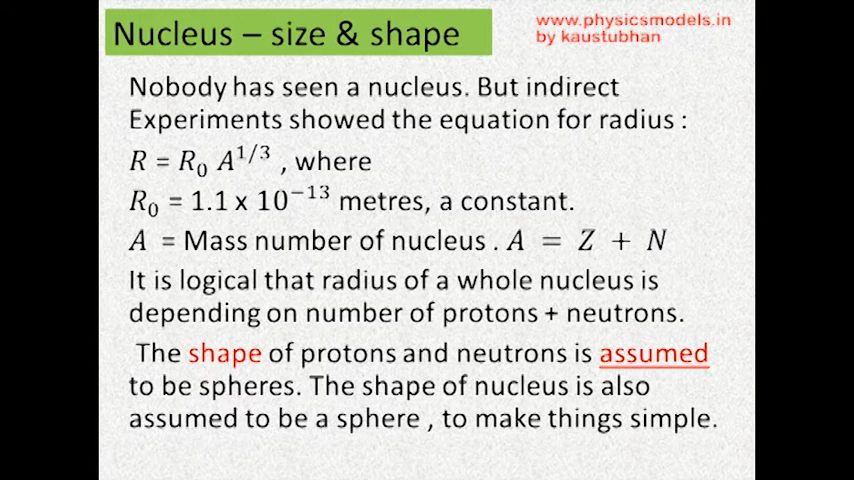 Nucleus – size & shape
www.physicsmodels.in
by kaustubhan
Nobody has seen a nucleus. But indirect
Experiments showed the equation for radius :
R = R₀ A^{1/3} , where
R₀ = 1.1 x 10⁻¹³ metres, a constant.
A = Mass number of nucleus . A = Z + N
It is logical that radius of a whole nucleus is
depending on number of protons + neutrons.
The shape of protons and neutrons is assumed
to be spheres. The shape of nucleus is also
assumed to be a sphere , to make things simple.